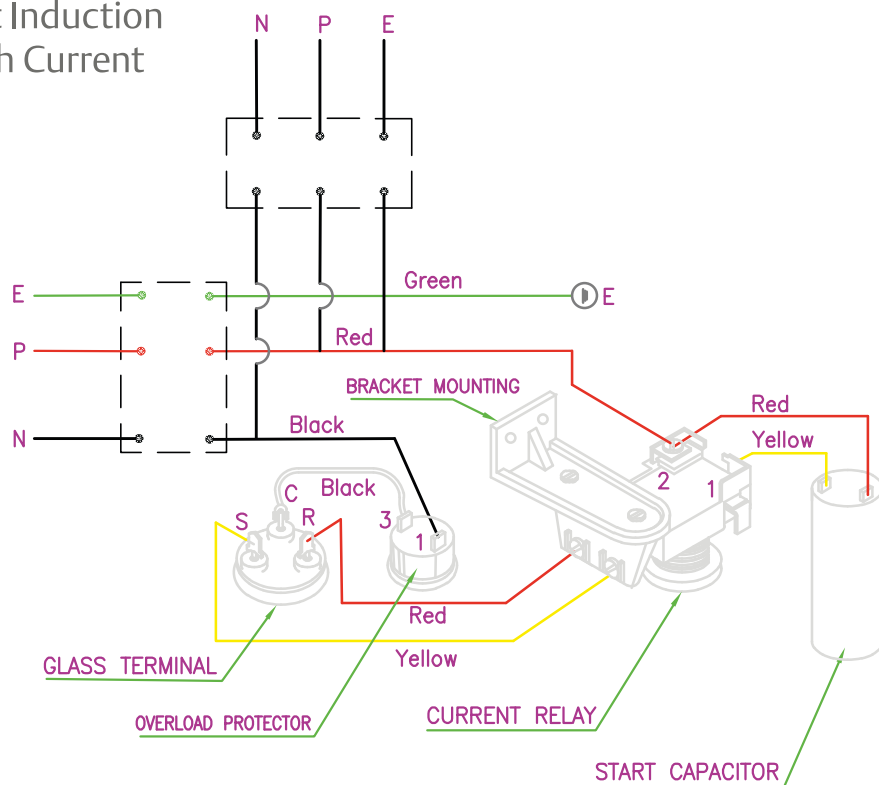 Induction
Current
N P E
E
Green
E
P
Red
BRACKET MOUNTING
Red
N
Black
Yellow
2
1
C
Black
S
R
3
1
Red
Yellow
GLASS TERMINAL
OVERLOAD PROTECTOR
CURRENT RELAY
START CAPACITOR